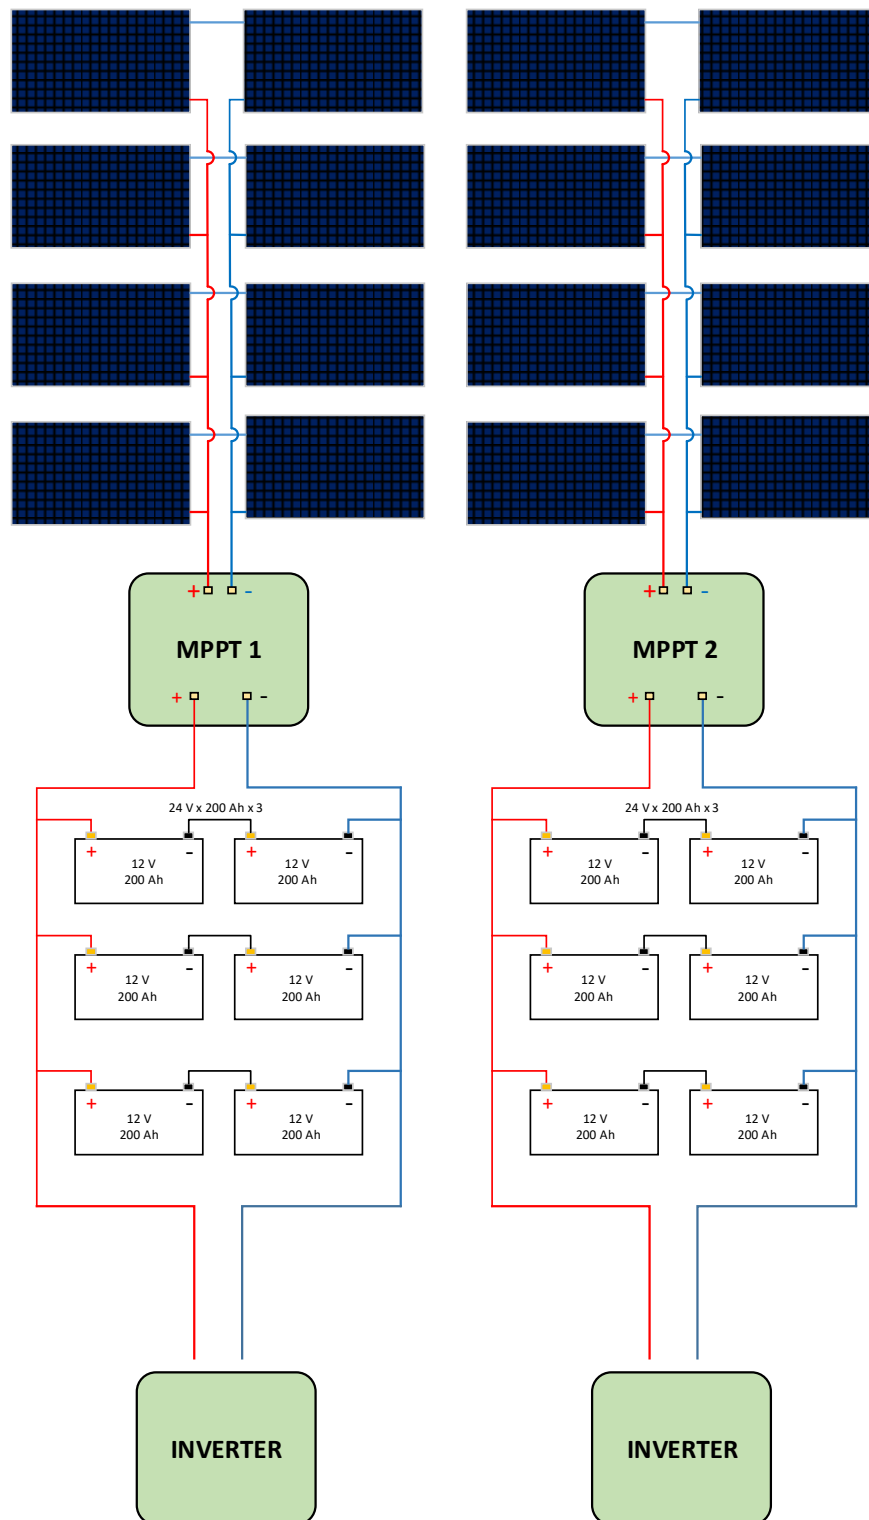 + -
+ -
MPPT 1
MPPT 2
+ -
+ -
24 V x 200 Ah x 3
24 V x 200 Ah x 3
+ - + -
+ - + -
12 V
200 Ah
12 V
200 Ah
12 V
200 Ah
12 V
200 Ah
+ - + -
+ - + -
12 V
200 Ah
12 V
200 Ah
12 V
200 Ah
12 V
200 Ah
+ - + -
+ - + -
12 V
200 Ah
12 V
200 Ah
12 V
200 Ah
12 V
200 Ah
INVERTER
INVERTER